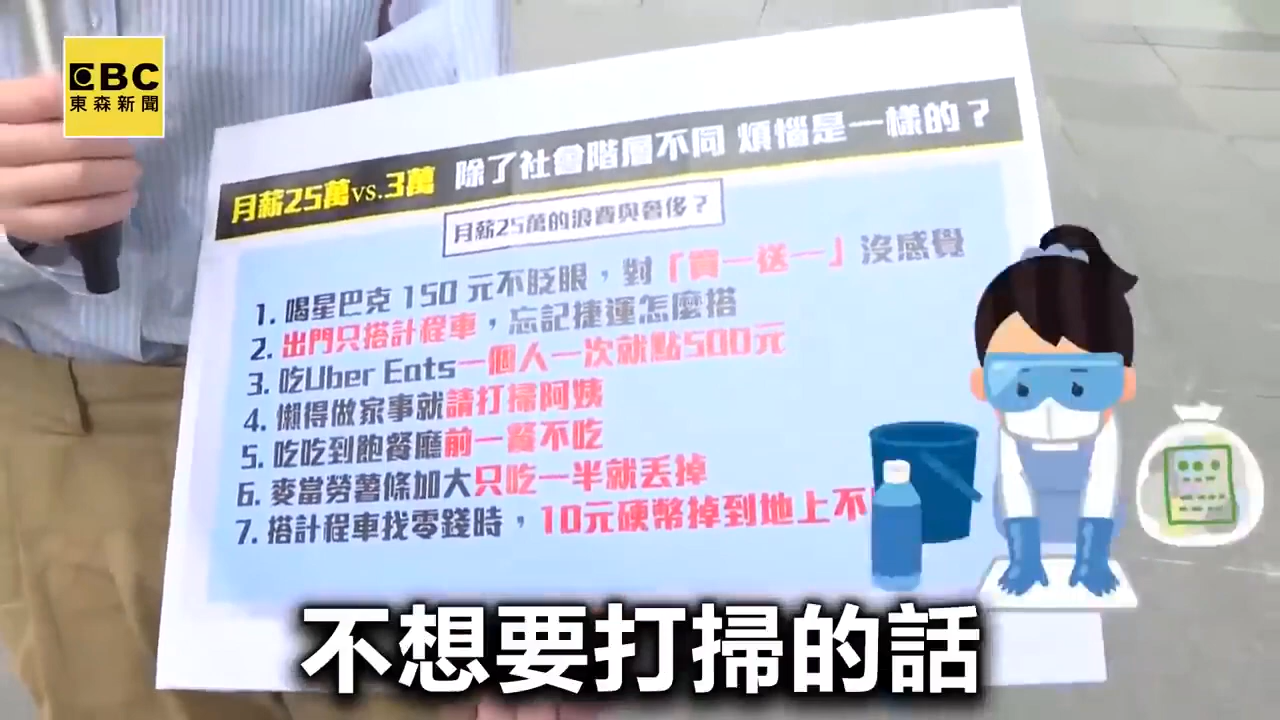 EBC
東森新聞
月薪25萬vs.3萬 除了社會階層不同 煩惱是一樣的？
月薪25萬的浪費與奢侈？
1. 喝星巴克 150 元不眨眼，對「買一送一」沒感覺
2. 出門只搭計程車，忘記捷運怎麼搭
3. 吃Uber Eats一個人一次就點500元
4. 懶得做家事就請打掃阿姨
5. 吃吃到飽餐廳前一餐不吃
6. 麥當勞薯條加大只吃一半就丟掉
7. 搭計程車找零錢時，10元硬幣掉到地上不
不想要打掃的話